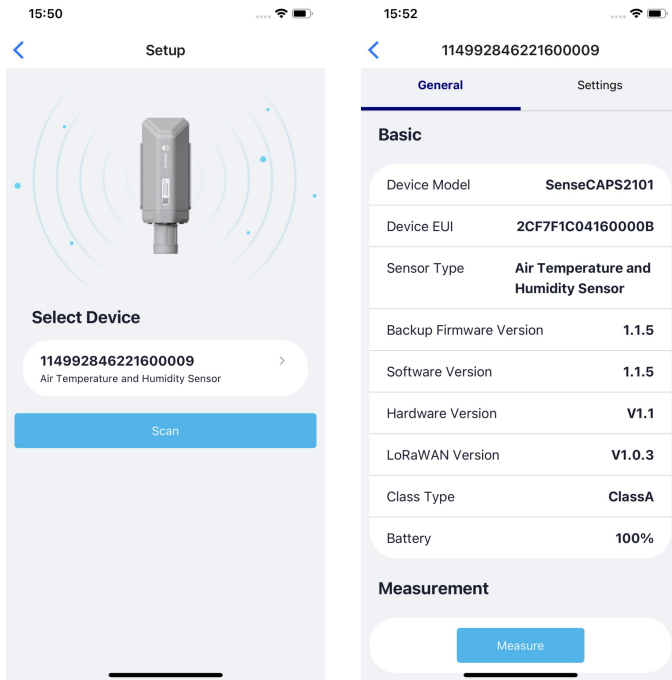 15:50
Setup
Select Device
114992846221600009
Air Temperature and Humidity Sensor
Scan
15:52
114992846221600009
General Settings
Basic
Device Model SenseCAPS2101
Device EUI 2CF7F1C04160000B
Sensor Type Air Temperature and
Humidity Sensor
Backup Firmware Version 1.1.5
Software Version 1.1.5
Hardware Version V1.1
LoRaWAN Version V1.0.3
Class Type ClassA
Battery 100%
Measurement
Measure